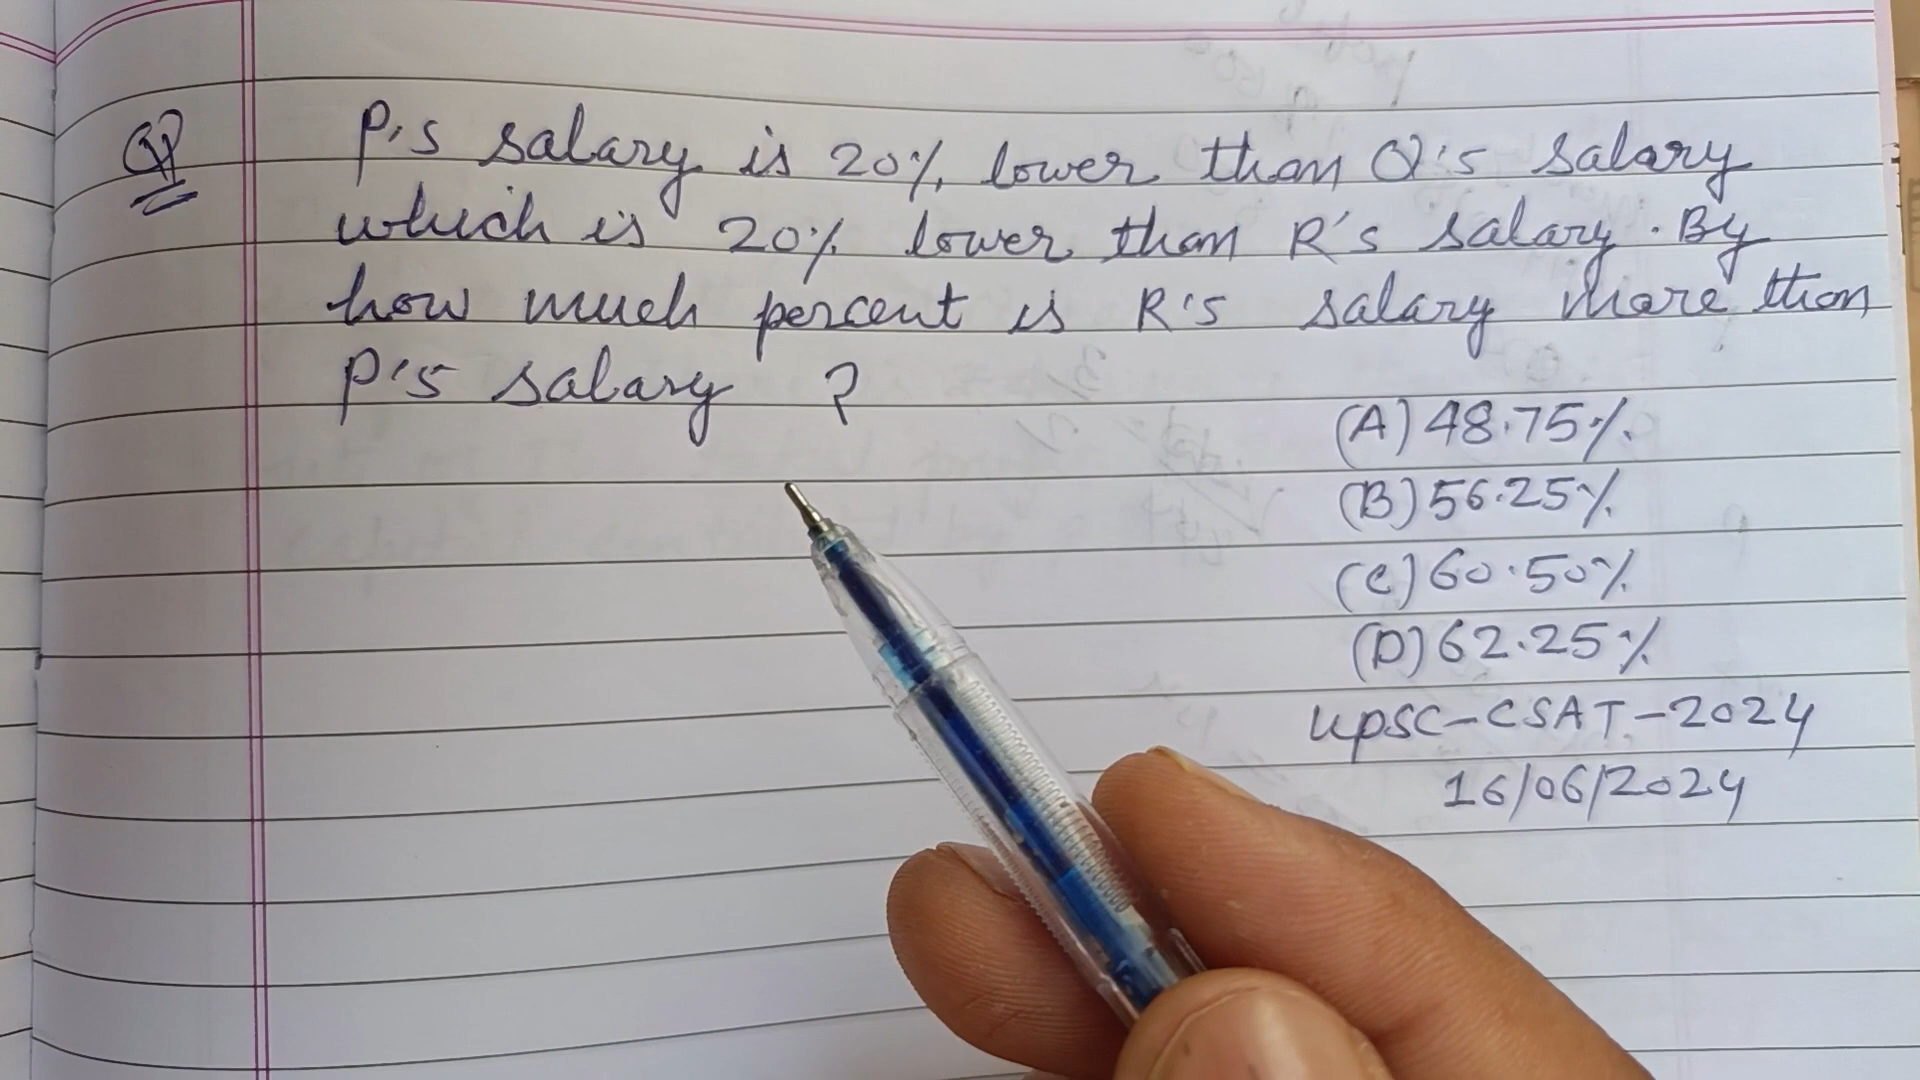 Q P's salary is 20% lower than Q's salary
which is 20% lower than R's salary. By
how much percent is R's salary more than
P's salary ?
(A) 48.75%
(B) 56.25%
(C) 60.50%
(D) 62.25%
UPSC-CSAT-2024
16/06/2024